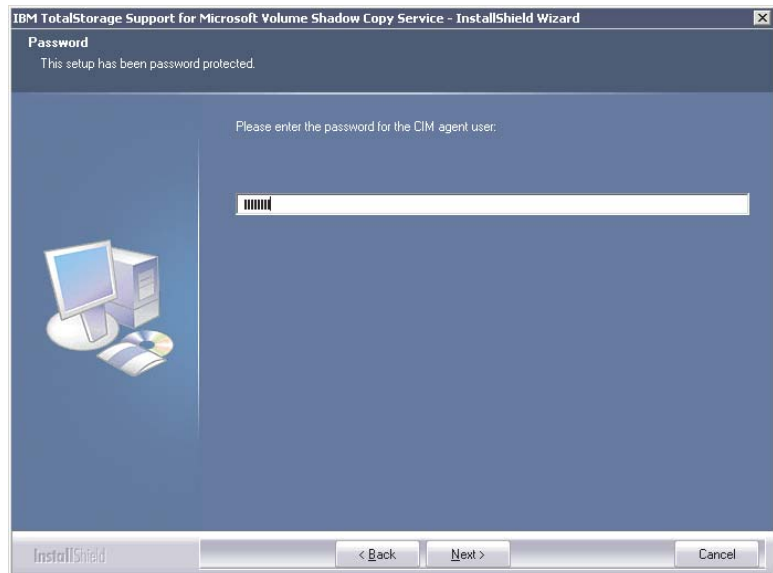 IBM TotalStorage Support for Microsoft Volume Shadow Copy Service - InstallShield Wizard
Password
This setup has been password protected.
Please enter the password for the CIM agent user:
InstallShield
< Back
Next >
Cancel